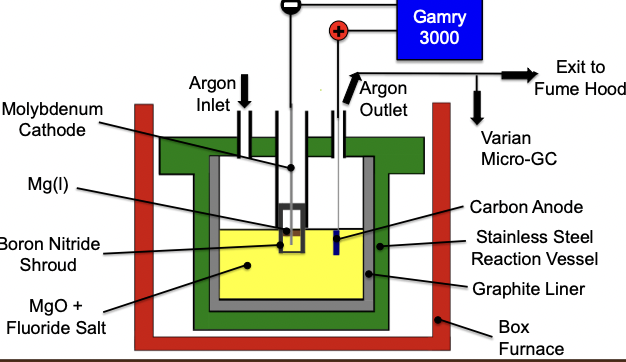 Gamry
3000
Argon
Inlet
Argon
Outlet
Exit to
Fume Hood
Varian
Micro-GC
Molybdenum
Cathode
Mg(l)
Boron Nitride
Shroud
MgO +
Fluoride Salt
Carbon Anode
Stainless Steel
Reaction Vessel
Graphite Liner
Box
Furnace